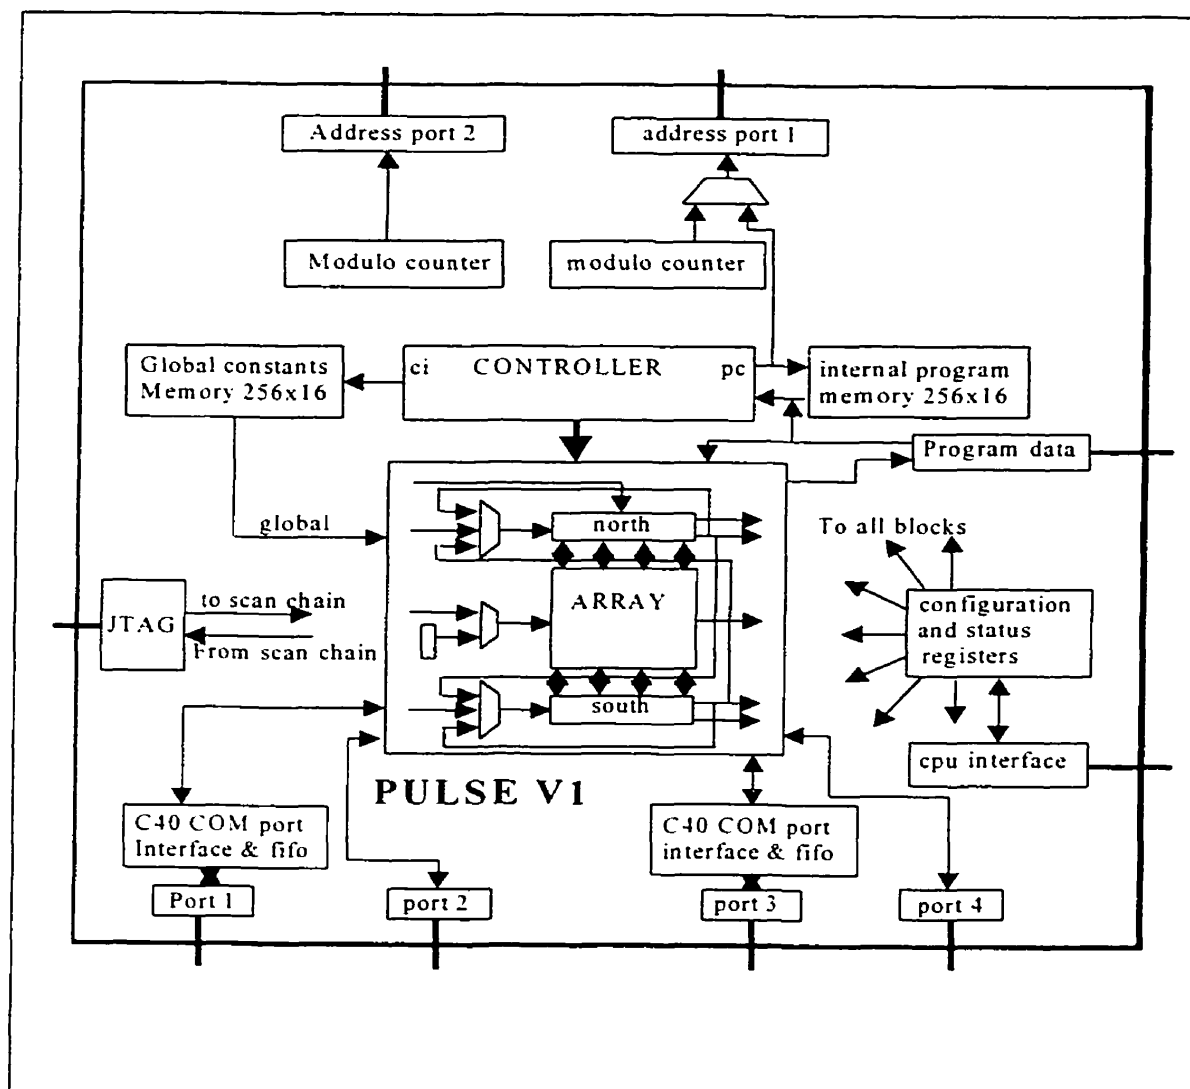 Address port 2
address port 1
Modulo counter
modulo counter
Global constants
Memory 256x16
ci
CONTROLLER
pc
internal program
memory 256x16
Program data
global
north
To all blocks
JTAG
to scan chain
From scan chain
ARRAY
configuration
and status
registers
south
cpu interface
PULSE V1
C40 COM port
Interface & fifo
C40 COM port
interface & fifo
Port 1
port 2
port 3
port 4